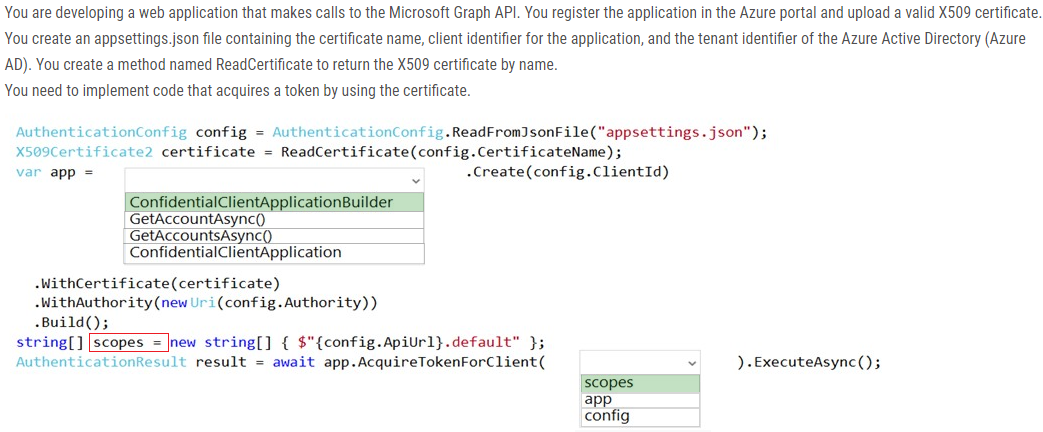 You are developing a web application that makes calls to the Microsoft Graph API. You register the application in the Azure portal and upload a valid X509 certificate.
You create an appsettings.json file containing the certificate name, client identifier for the application, and the tenant identifier of the Azure Active Directory (Azure
AD). You create a method named ReadCertificate to return the X509 certificate by name.
You need to implement code that acquires a token by using the certificate.
AuthenticationConfig config = AuthenticationConfig.ReadFromJsonFile("appsettings.json");
X509Certificate2 certificate = ReadCertificate(config.CertificateName);
var app = .Create(config.ClientId)
ConfidentialClientApplicationBuilder
GetAccountAsync()
GetAccountsAsync()
ConfidentialClientApplication
.WithCertificate(certificate)
.WithAuthority(new Uri(config.Authority))
.Build();
string[] scopes = new string[] { $"{config.ApiUrl}.default" };
AuthenticationResult result = await app.AcquireTokenForClient( ).ExecuteAsync();
scopes
app
config